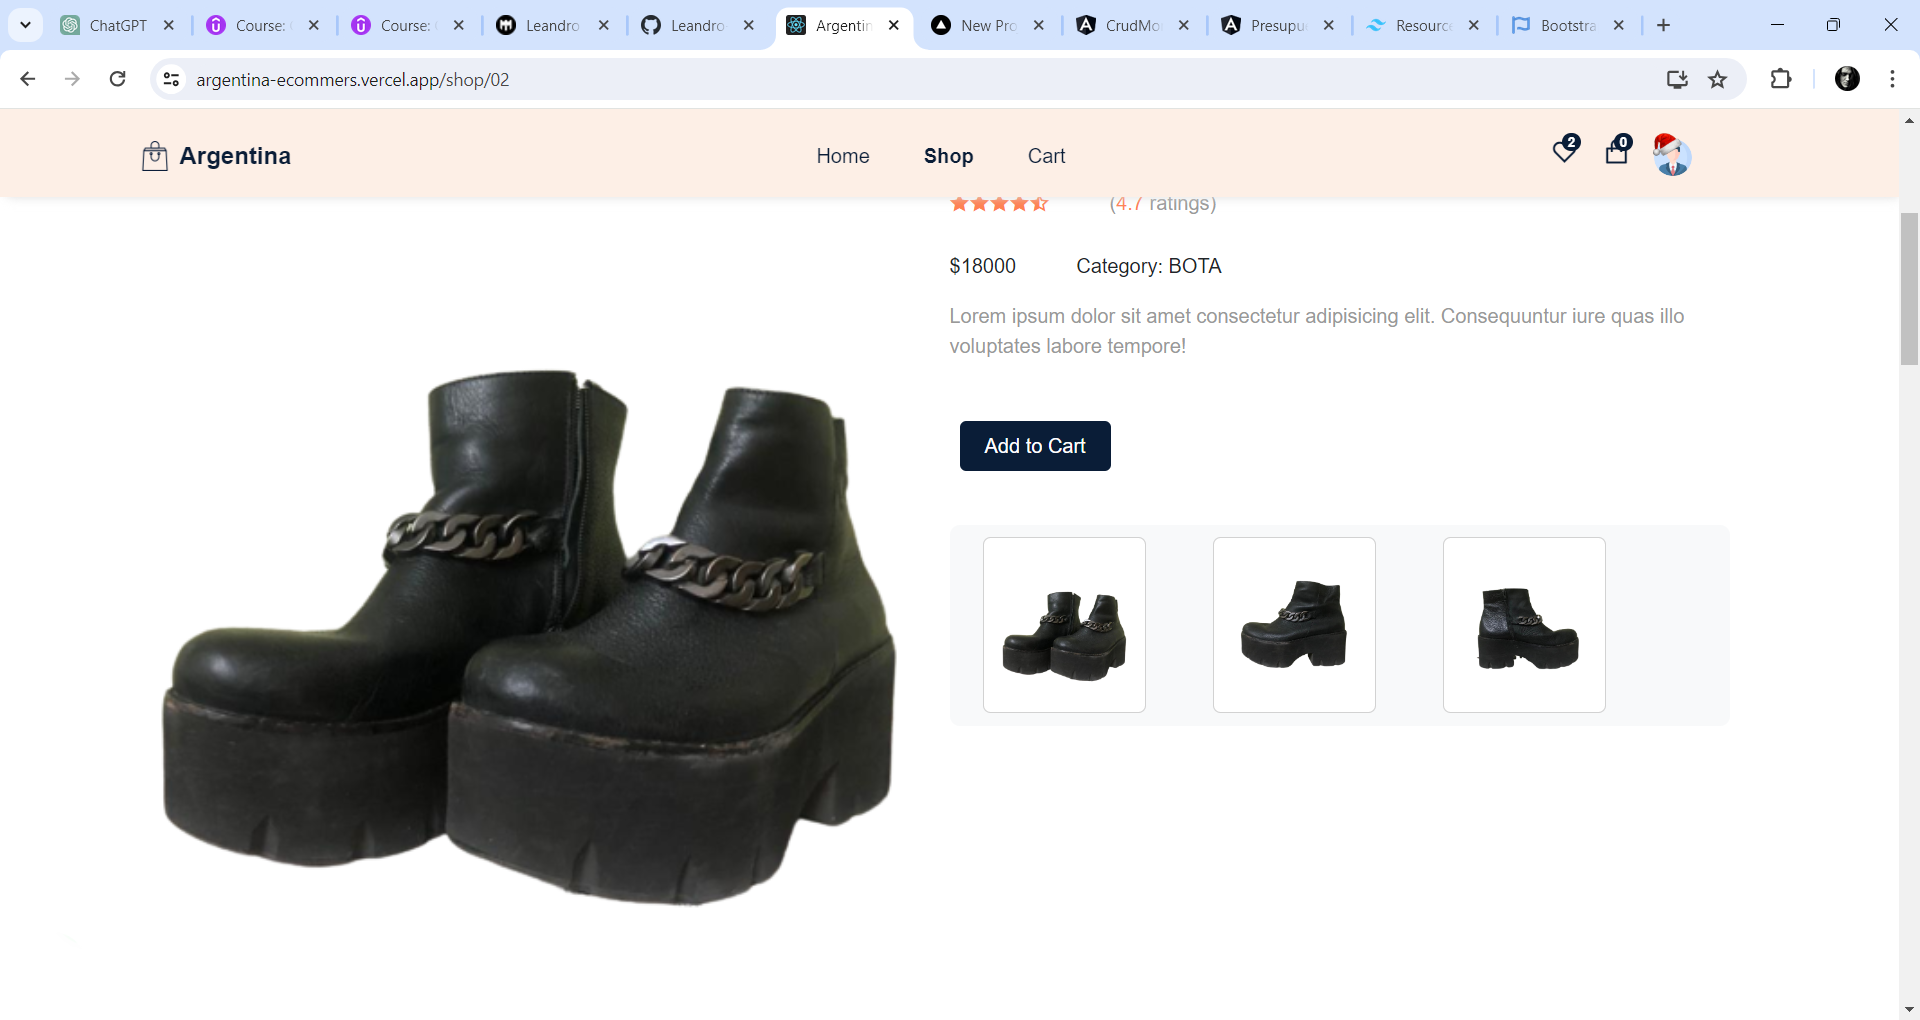 ChatGPT
Course:
Course:
Leandro
Leandro
Argentin
New Pro
CrudMo
Presupu
Resource
Bootstra
argentina-ecommers.vercel.app/shop/02
Argentina
Home
Shop
Cart
2
0
(4.7 ratings)
$18000
Category: BOTA
Lorem ipsum dolor sit amet consectetur adipisicing elit. Consequuntur iure quas illo
voluptates labore tempore!
Add to Cart